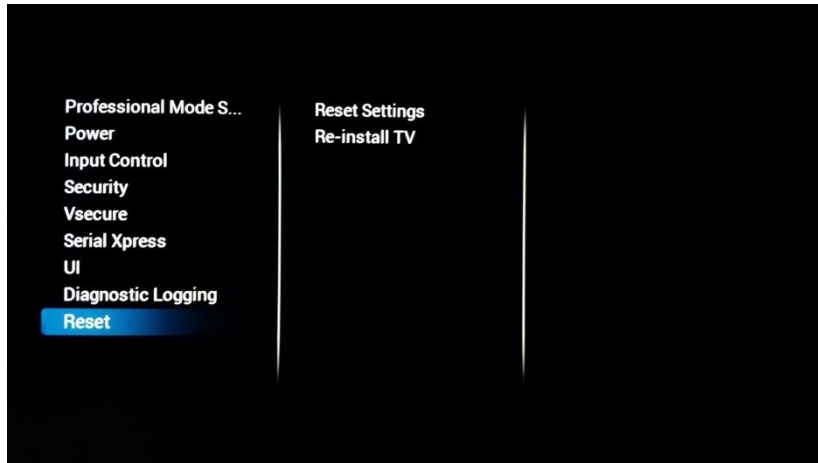 Professional Mode S...
Power
Input Control
Security
Vsecure
Serial Xpress
UI
Diagnostic Logging
Reset
Reset Settings
Re-install TV